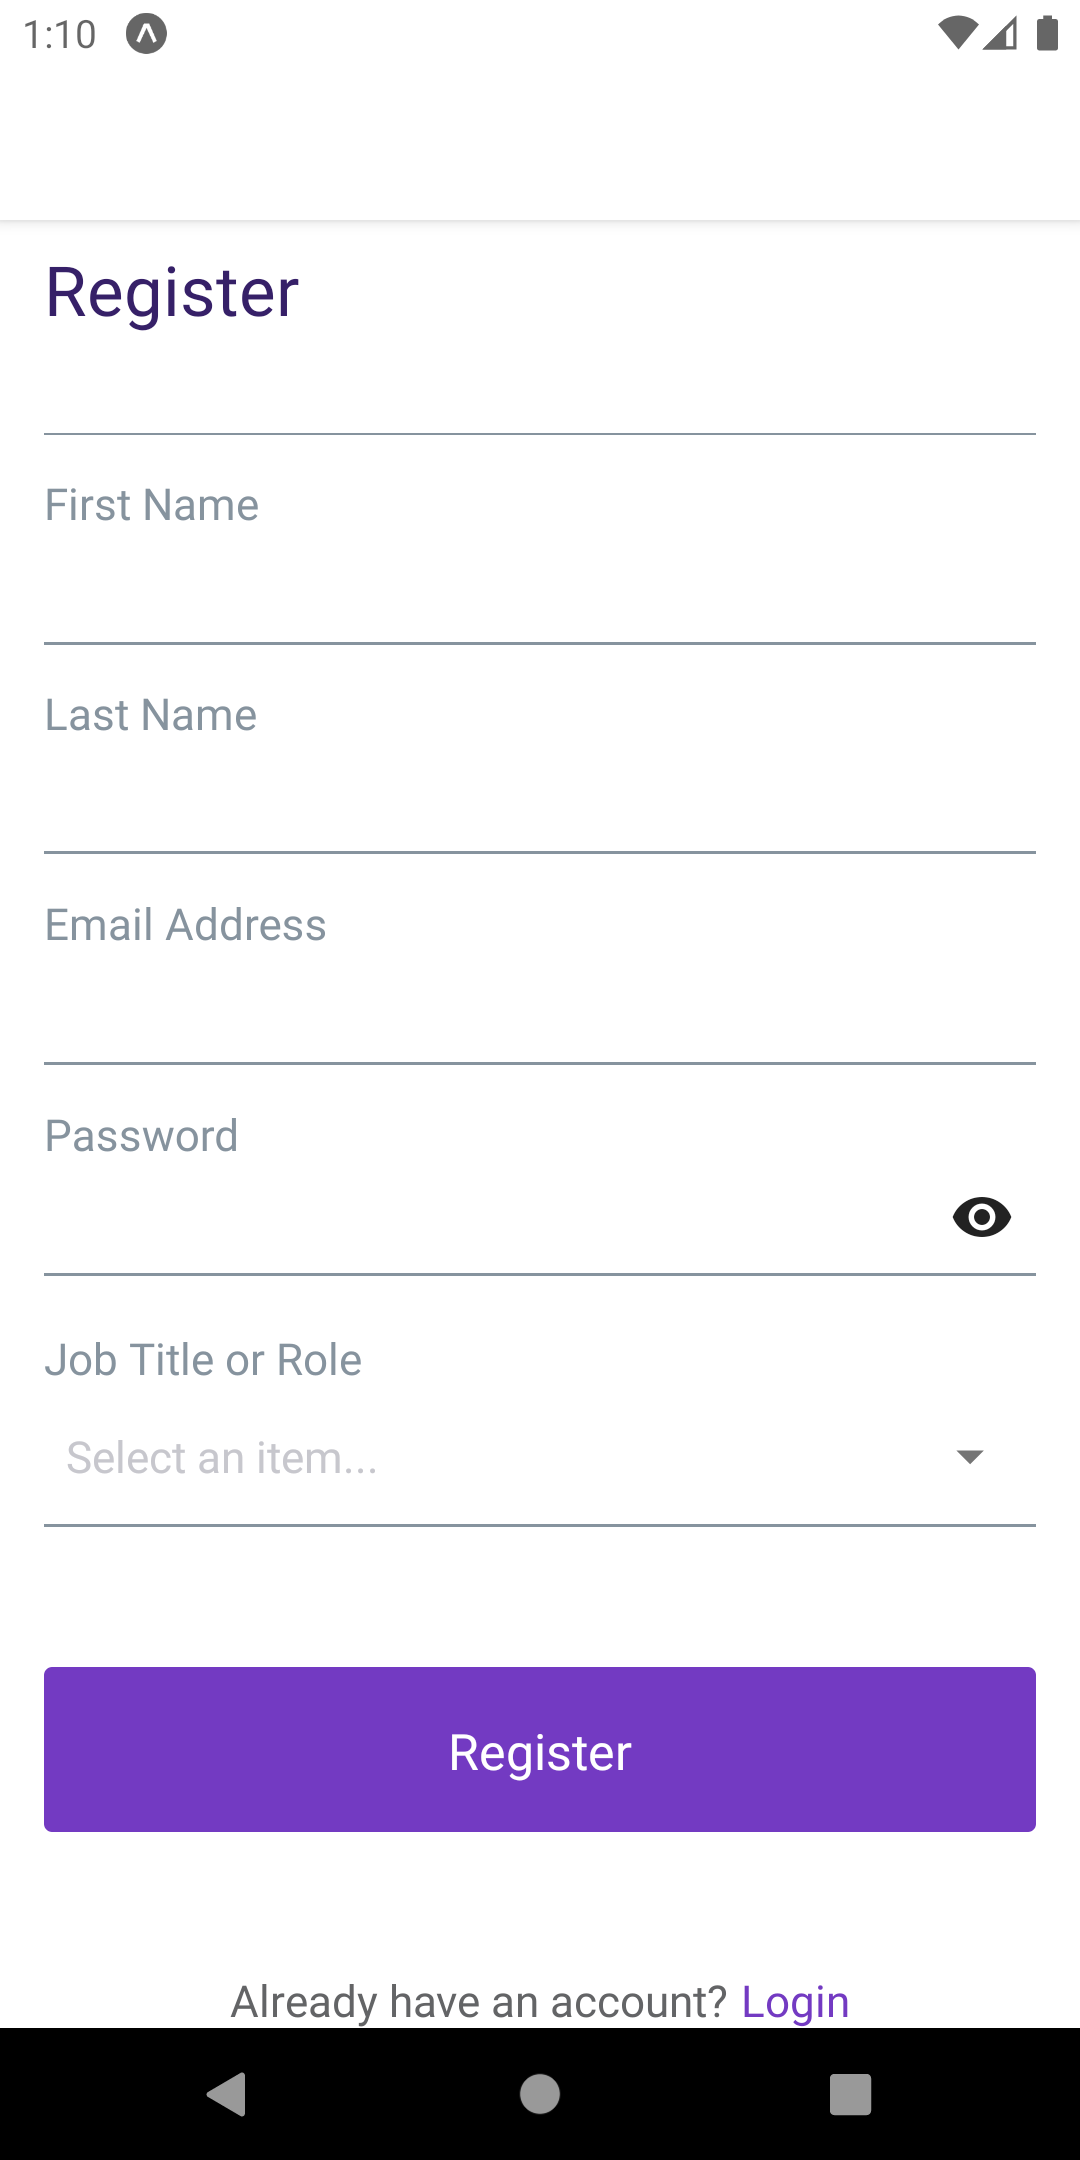 1:10
Register
First Name
Last Name
Email Address
Password
Job Title or Role
Select an item...
Register
Already have an account? Login